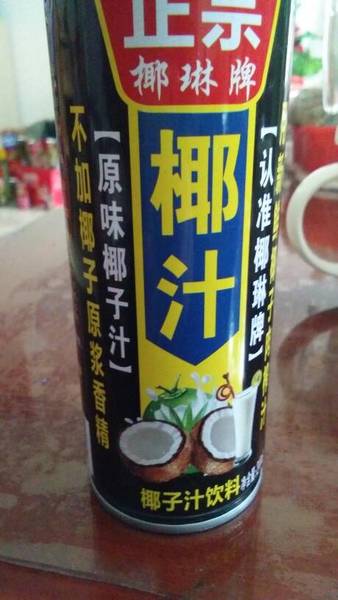 正宗
椰琳牌
椰汁
【原味椰子汁】
不加椰子原浆香精
【认准椰琳牌】
椰子汁饮料